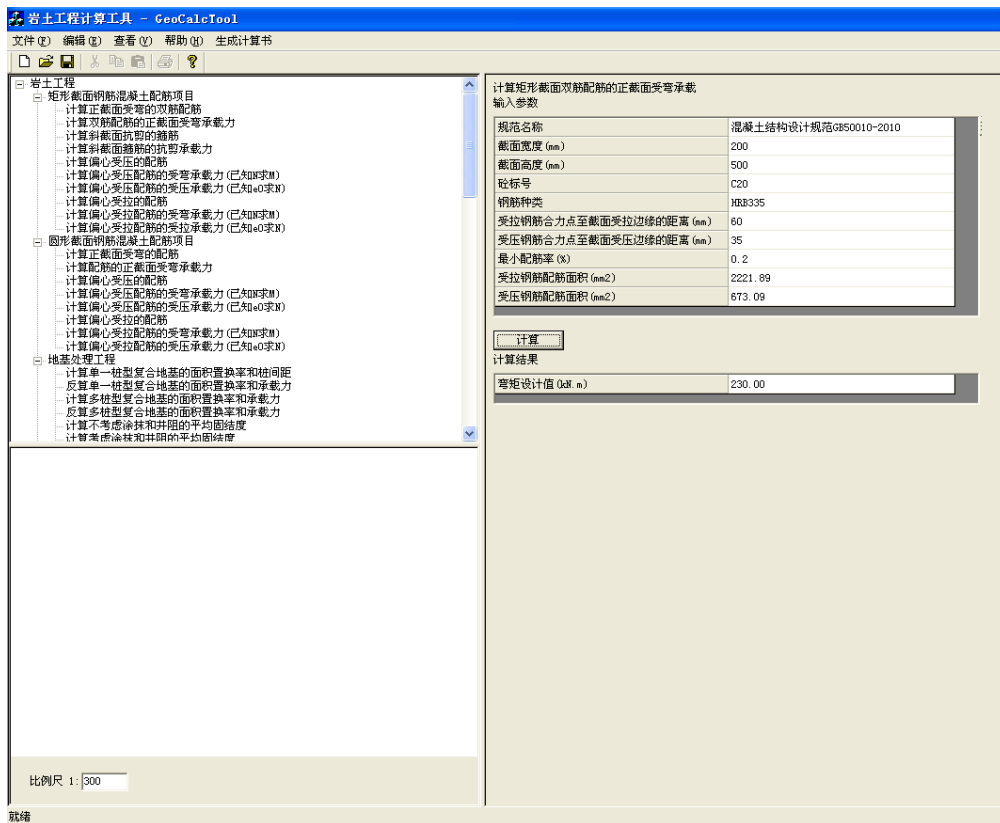 岩土工程计算工具 - GeoCalcTool
文件(F) 编辑(E) 查看(V) 帮助(H) 生成计算书
岩土工程
矩形截面钢筋混凝土配筋项目
计算正截面受弯的双筋配筋
计算双筋配筋的正截面受弯承载力
计算斜截面抗剪的箍筋
计算斜截面箍筋的抗剪承载力
计算偏心受压的配筋
计算偏心受压配筋的受弯承载力(已知N求M)
计算偏心受压配筋的受压承载力(已知e0求N)
计算偏心受拉的配筋
计算偏心受拉配筋的受弯承载力(已知N求M)
计算偏心受拉配筋的受拉承载力(已知e0求N)
圆形截面钢筋混凝土配筋项目
计算正截面受弯的配筋
计算配筋的正截面受弯承载力
计算偏心受压的配筋
计算偏心受压配筋的受弯承载力(已知N求M)
计算偏心受压配筋的受压承载力(已知e0求N)
计算偏心受拉的配筋
计算偏心受拉配筋的受弯承载力(已知N求M)
计算偏心受拉配筋的受压承载力(已知e0求N)
地基处理工程
计算单一桩型复合地基的面积置换率和桩间距
反算单一桩型复合地基的面积置换率和承载力
计算多桩型复合地基的面积置换率和承载力
反算多桩型复合地基的面积置换率和承载力
计算不考虑涂抹和井阻的平均固结度
计算考虑涂抹和井阻的平均固结度
比例尺 1: 300
就绪
计算矩形截面双筋配筋的正截面受弯承载
输入参数
规范名称 混凝土结构设计规范GB50010-2010
截面宽度(mm) 200
截面高度(mm) 500
砼标号 C20
钢筋种类 HRB335
受拉钢筋合力点至截面受拉边缘的距离(mm) 60
受压钢筋合力点至截面受压边缘的距离(mm) 35
最小配筋率(%) 0.2
受拉钢筋配筋面积(mm2) 2221.89
受压钢筋配筋面积(mm2) 673.09
计算
计算结果
弯矩设计值(kN.m) 230.00